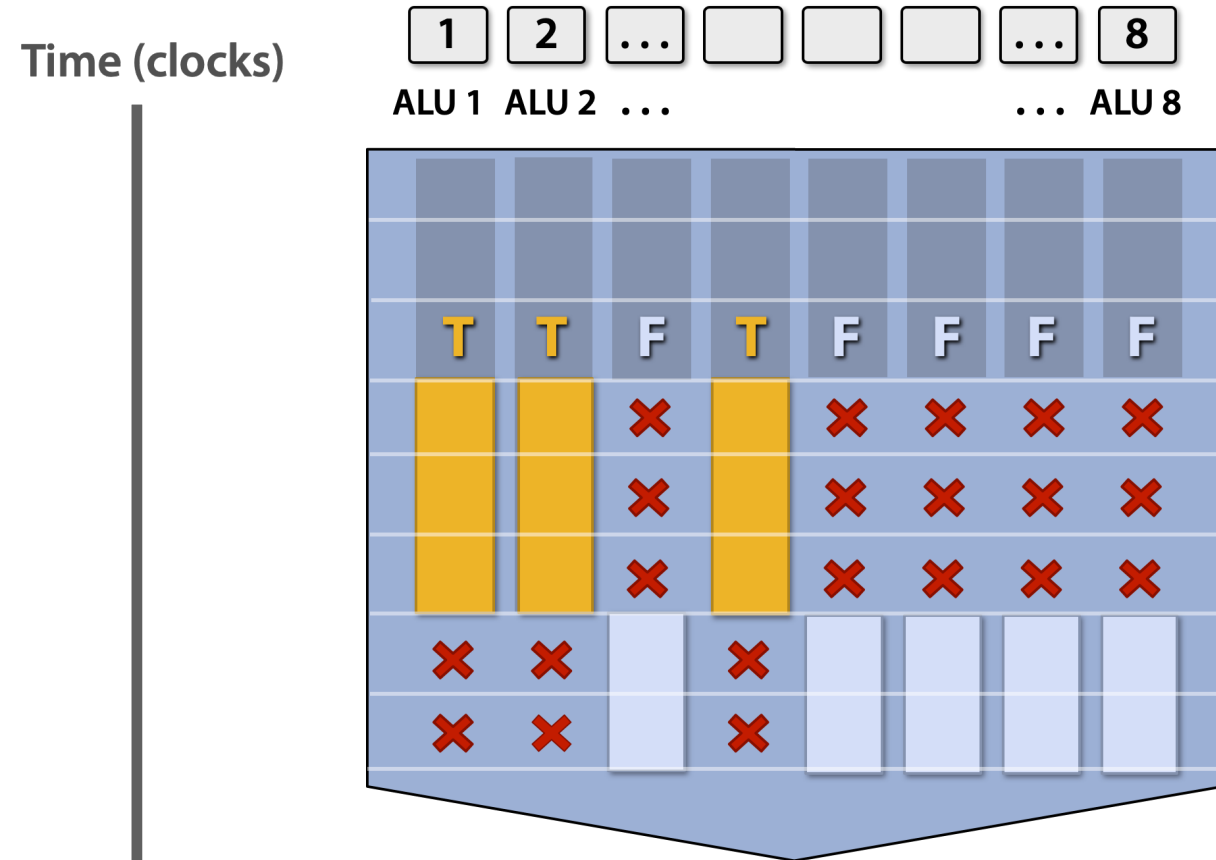 Time (clocks)
1 2 ... ... 8
ALU 1 ALU 2 ... ... ALU 8
T T F T F F F F